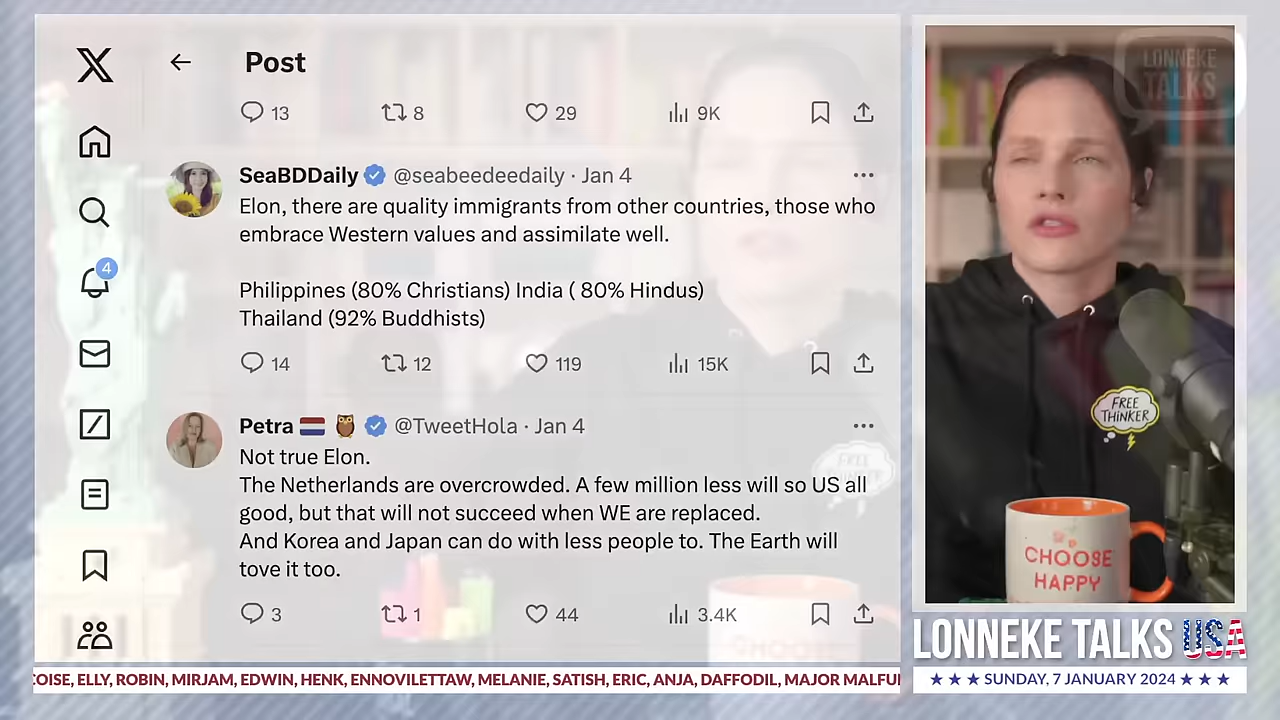 Post
13 8 29 9K
SeaBDDaily @seabeedeedaily · Jan 4
Elon, there are quality immigrants from other countries, those who
embrace Western values and assimilate well.
Philippines (80% Christians) India ( 80% Hindus)
Thailand (92% Buddhists)
14 12 119 15K
4
Petra @TweetHola · Jan 4
Not true Elon.
The Netherlands are overcrowded. A few million less will so US all
good, but that will not succeed when WE are replaced.
And Korea and Japan can do with less people to. The Earth will
tove it too.
3 1 44 3.4K
OISE, ELLY, ROBIN, MIRJAM, EDWIN, HENK, ENNOVILETTAW, MELANIE, SATISH, ERIC, ANJA, DAFFODIL, MAJOR MALFU
LONNEKE
TALKS
FREE
THINKER
CHOOSE
HAPPY
LONNEKE TALKS USA
★ ★ ★ SUNDAY, 7 JANUARY 2024 ★ ★ ★